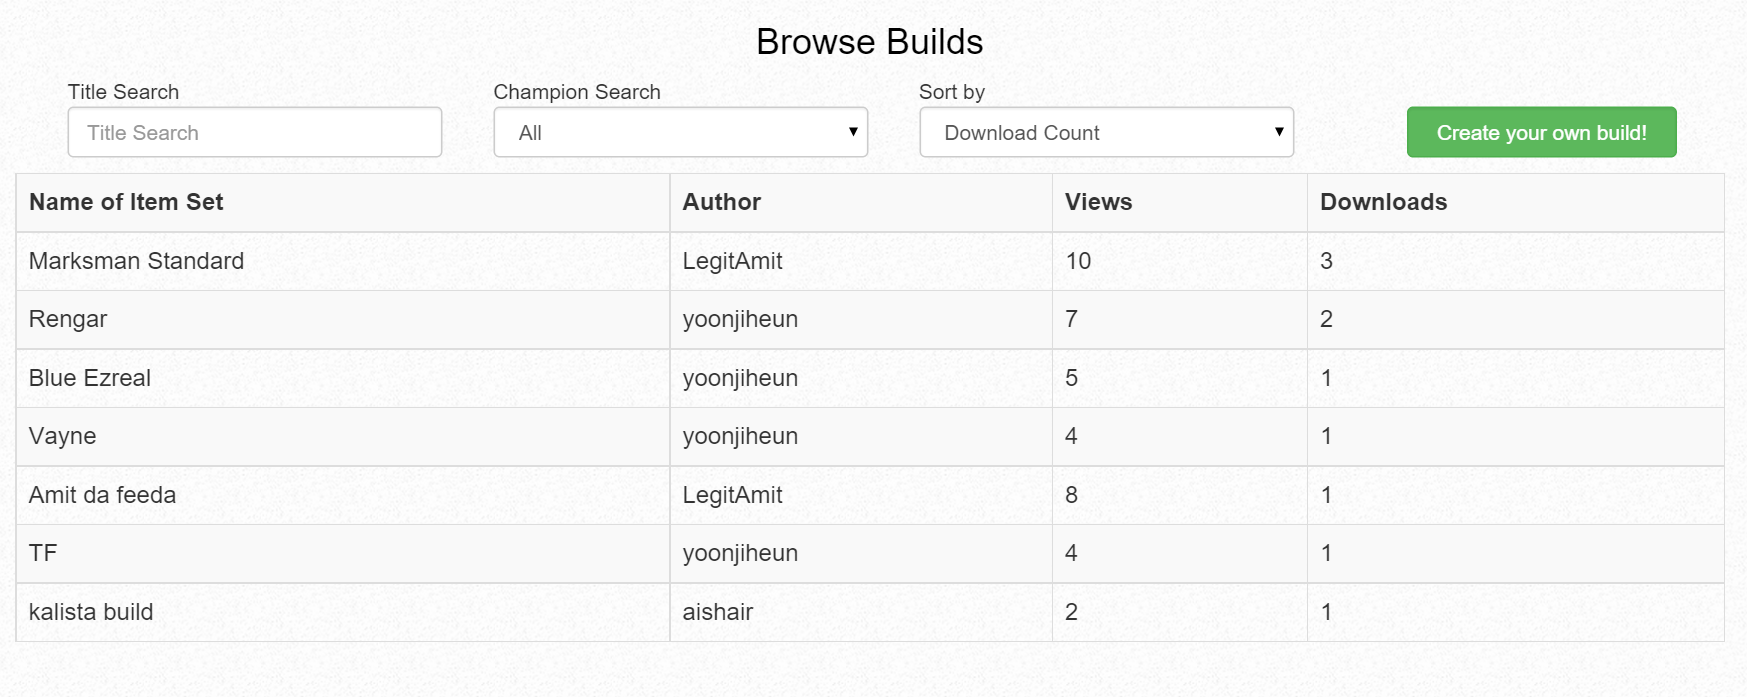 Browse Builds
Title Search Champion Search Sort by
Title Search All Download Count Create your own build!
Name of Item Set Author Views Downloads
Marksman Standard LegitAmit 10 3
Rengar yoonjiheun 7 2
Blue Ezreal yoonjiheun 5 1
Vayne yoonjiheun 4 1
Amit da feeda LegitAmit 8 1
TF yoonjiheun 4 1
kalista build aishair 2 1